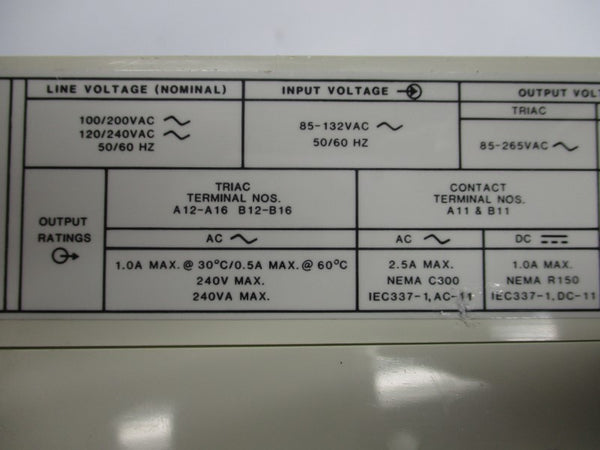 LINE VOLTAGE (NOMINAL)
100/200VAC
120/240VAC
50/60 HZ
INPUT VOLTAGE
85-132VAC
50/60 HZ
OUTPUT VOLT
TRIAC
85-265VAC
OUTPUT
RATINGS
TRIAC
TERMINAL NOS.
A12-A16 B12-B16
AC
1.0A MAX. @ 30°C/0.5A MAX. @ 60°C
240V MAX.
240VA MAX.
CONTACT
TERMINAL NOS.
A11 & B11
AC
2.5A MAX.
NEMA C300
IEC337-1, AC-11
DC
1.0A MAX.
NEMA R150
IEC337-1, DC-11